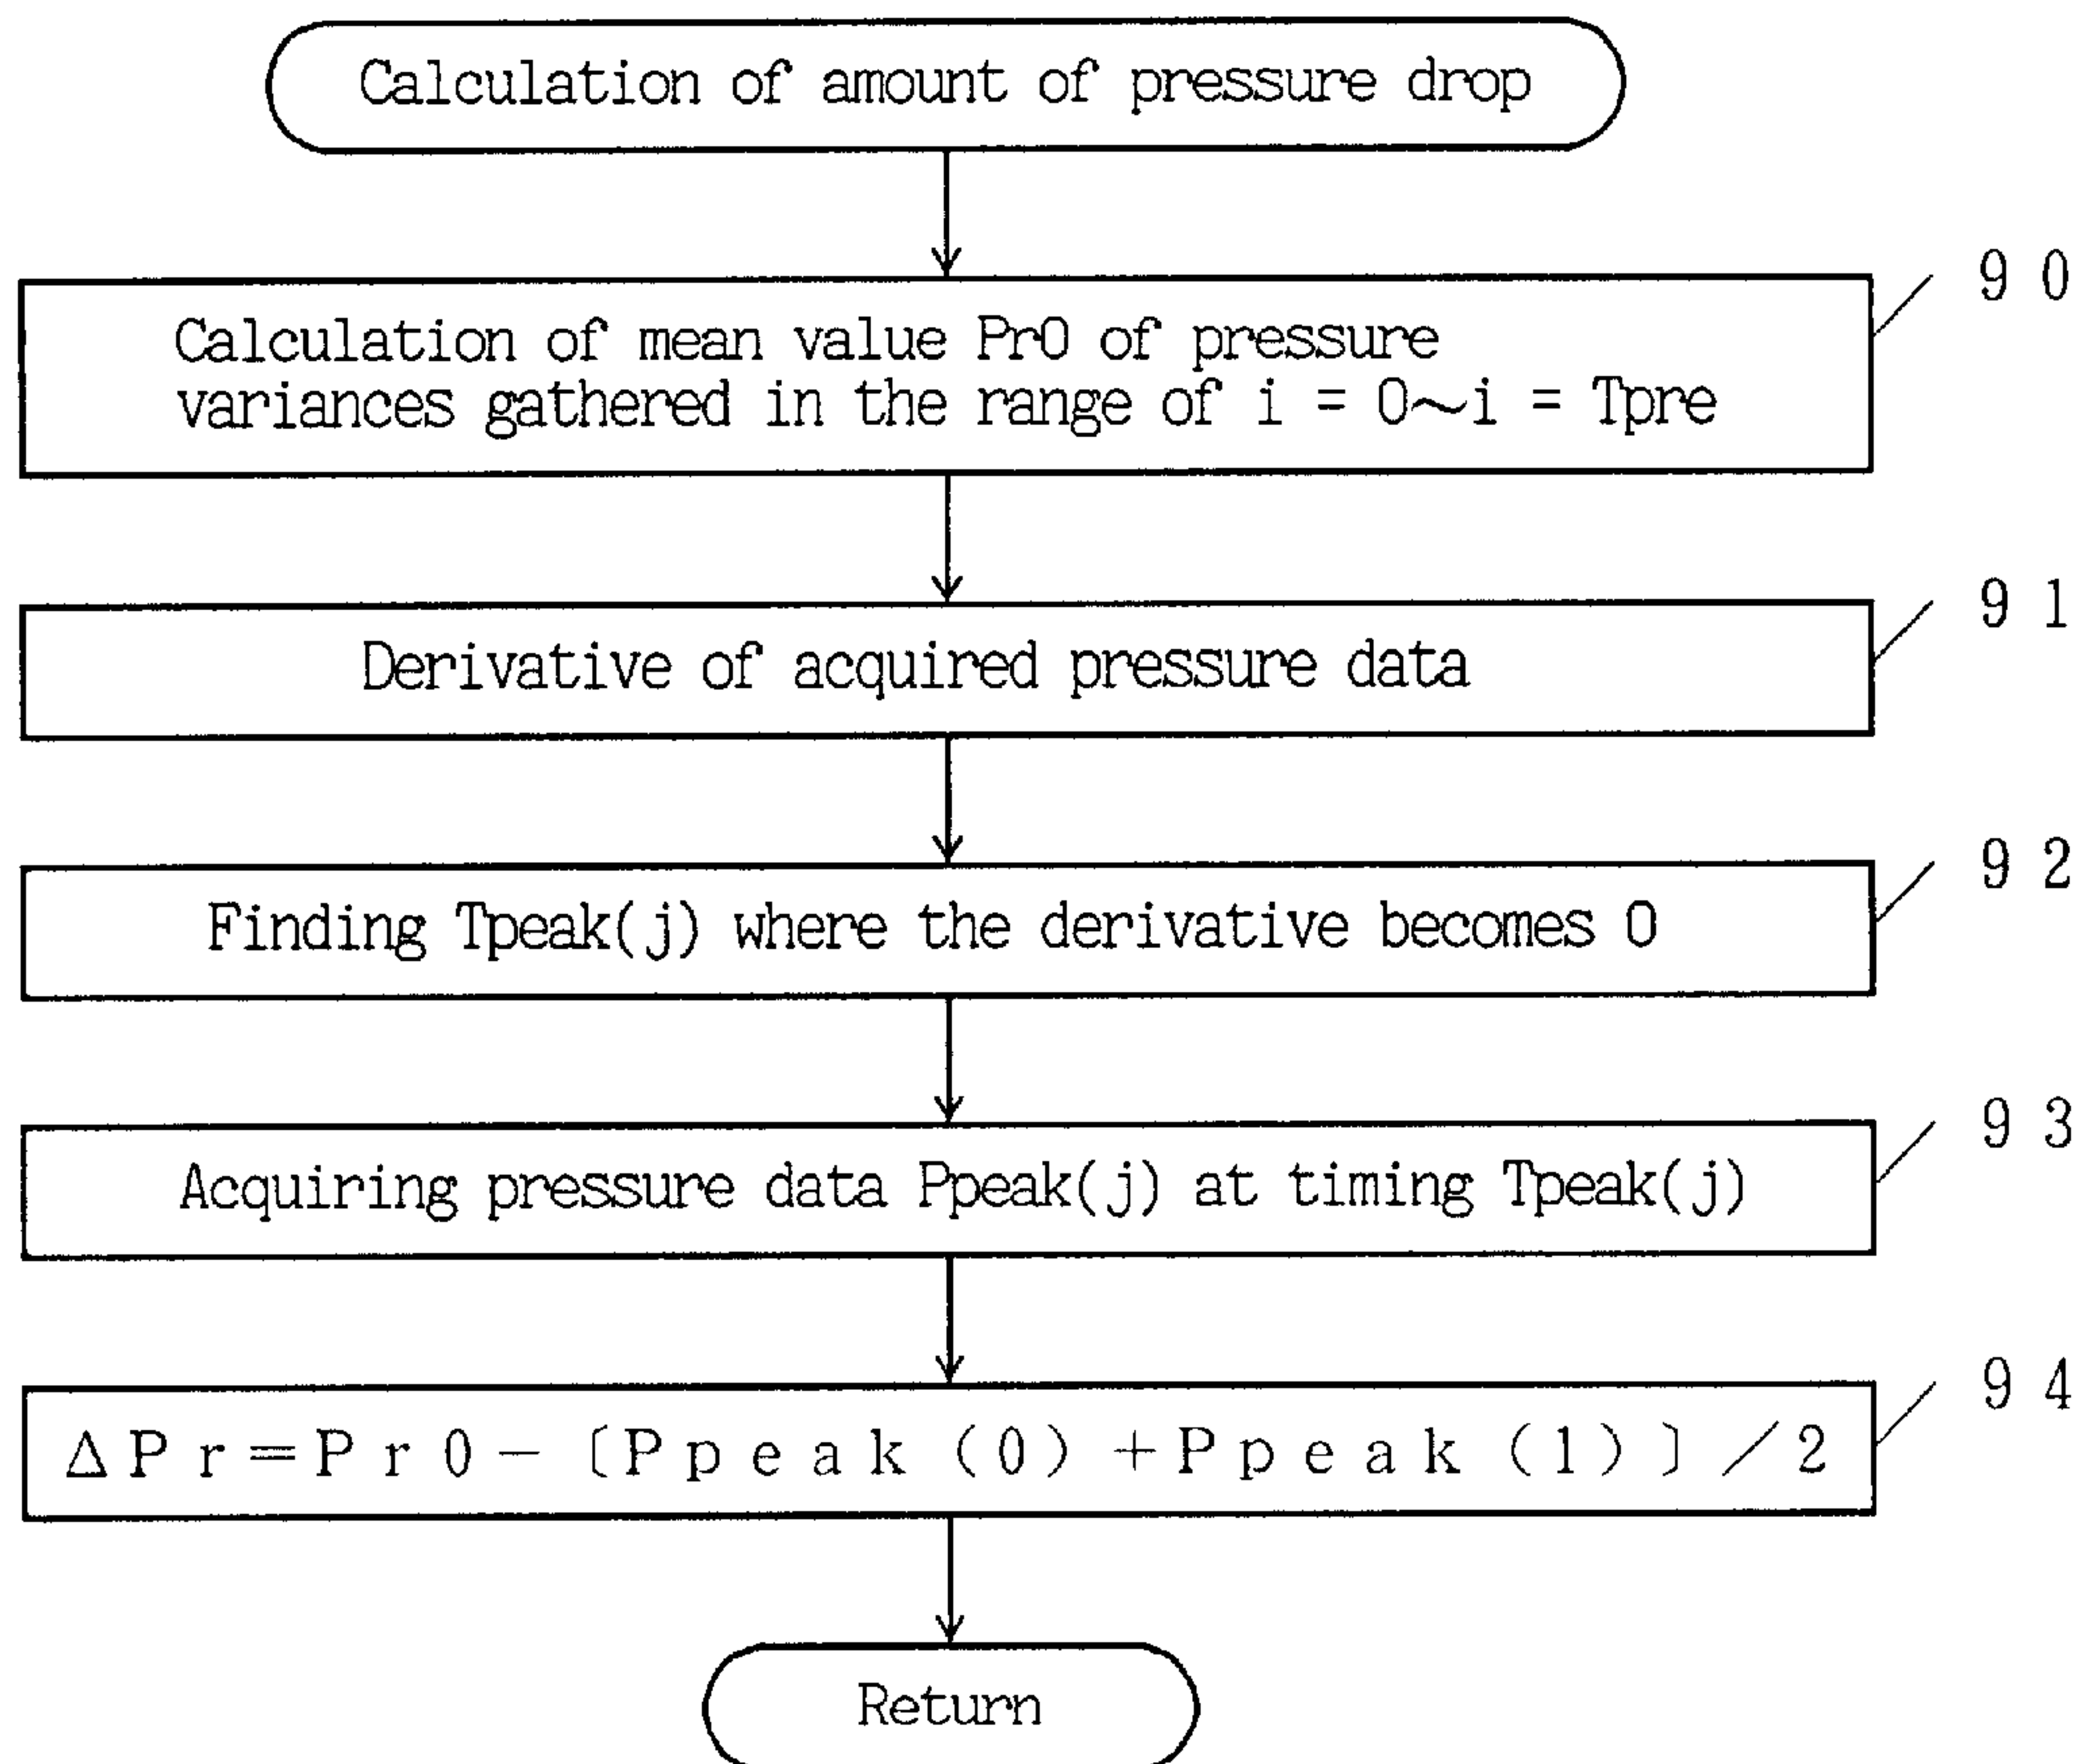 Calculation of amount of pressure drop
90
Calculation of mean value Pr0 of pressure
variances gathered in the range of i = 0~i = Tpre
91
Derivative of acquired pressure data
92
Finding Tpeak(j) where the derivative becomes 0
93
Acquiring pressure data Ppeak(j) at timing Tpeak(j)
94
ΔPr=Pr0-〔Ppeak(0)+Ppeak(1)〕/2
Return